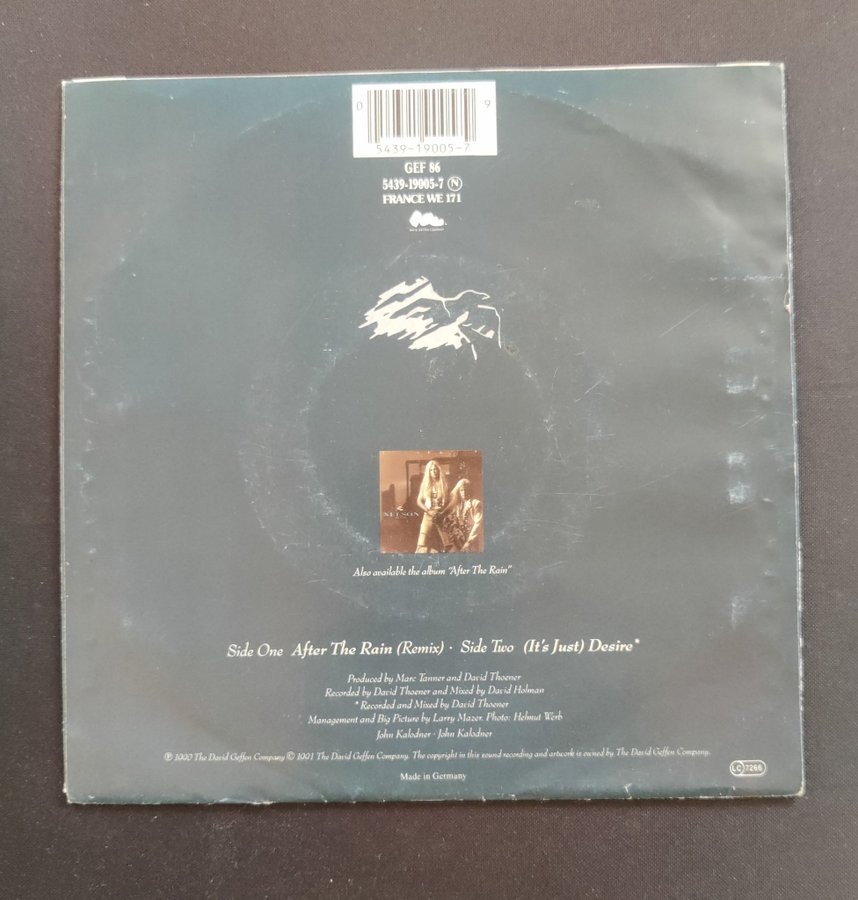 0 9
5439-19005-7
GEF 86
5439-19005-7 N
FRANCE WE 171
NELSON
Also available the album "After The Rain"
Side One After The Rain (Remix) · Side Two (It's Just) Desire*
Produced by Marc Tanner and David Thoener
Recorded by David Thoener and Mixed by David Holman
* Recorded and Mixed by David Thoener
Management and Big Picture by Larry Mazer. Photo: Helmut Werb
John Kalodner · John Kalodner
℗ 1990 The David Geffen Company © 1991 The David Geffen Company. The copyright in this sound recording and artwork is owned by The David Geffen Company.
LC 7266
Made in Germany